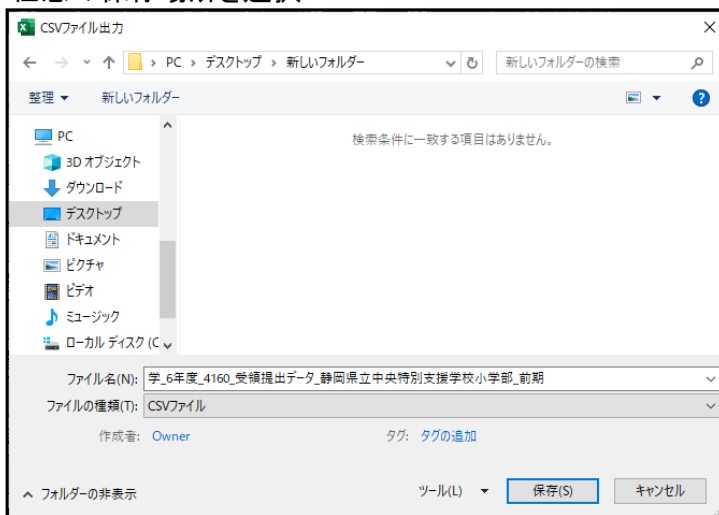 CSVファイル出力
PC › デスクトップ › 新しいフォルダー
新しいフォルダーの検索
整理 新しいフォルダー
検索条件に一致する項目はありません。
PC
3D オブジェクト
ダウンロード
デスクトップ
ドキュメント
ピクチャ
ビデオ
ミュージック
ローカル ディスク (C
ファイル名(N): 学_6年度_4160_受領提出データ_静岡県立中央特別支援学校小学部_前期
ファイルの種類(T): CSVファイル
作成者: Owner タグ: タグの追加
フォルダーの非表示 ツール(L) 保存(S) キャンセル